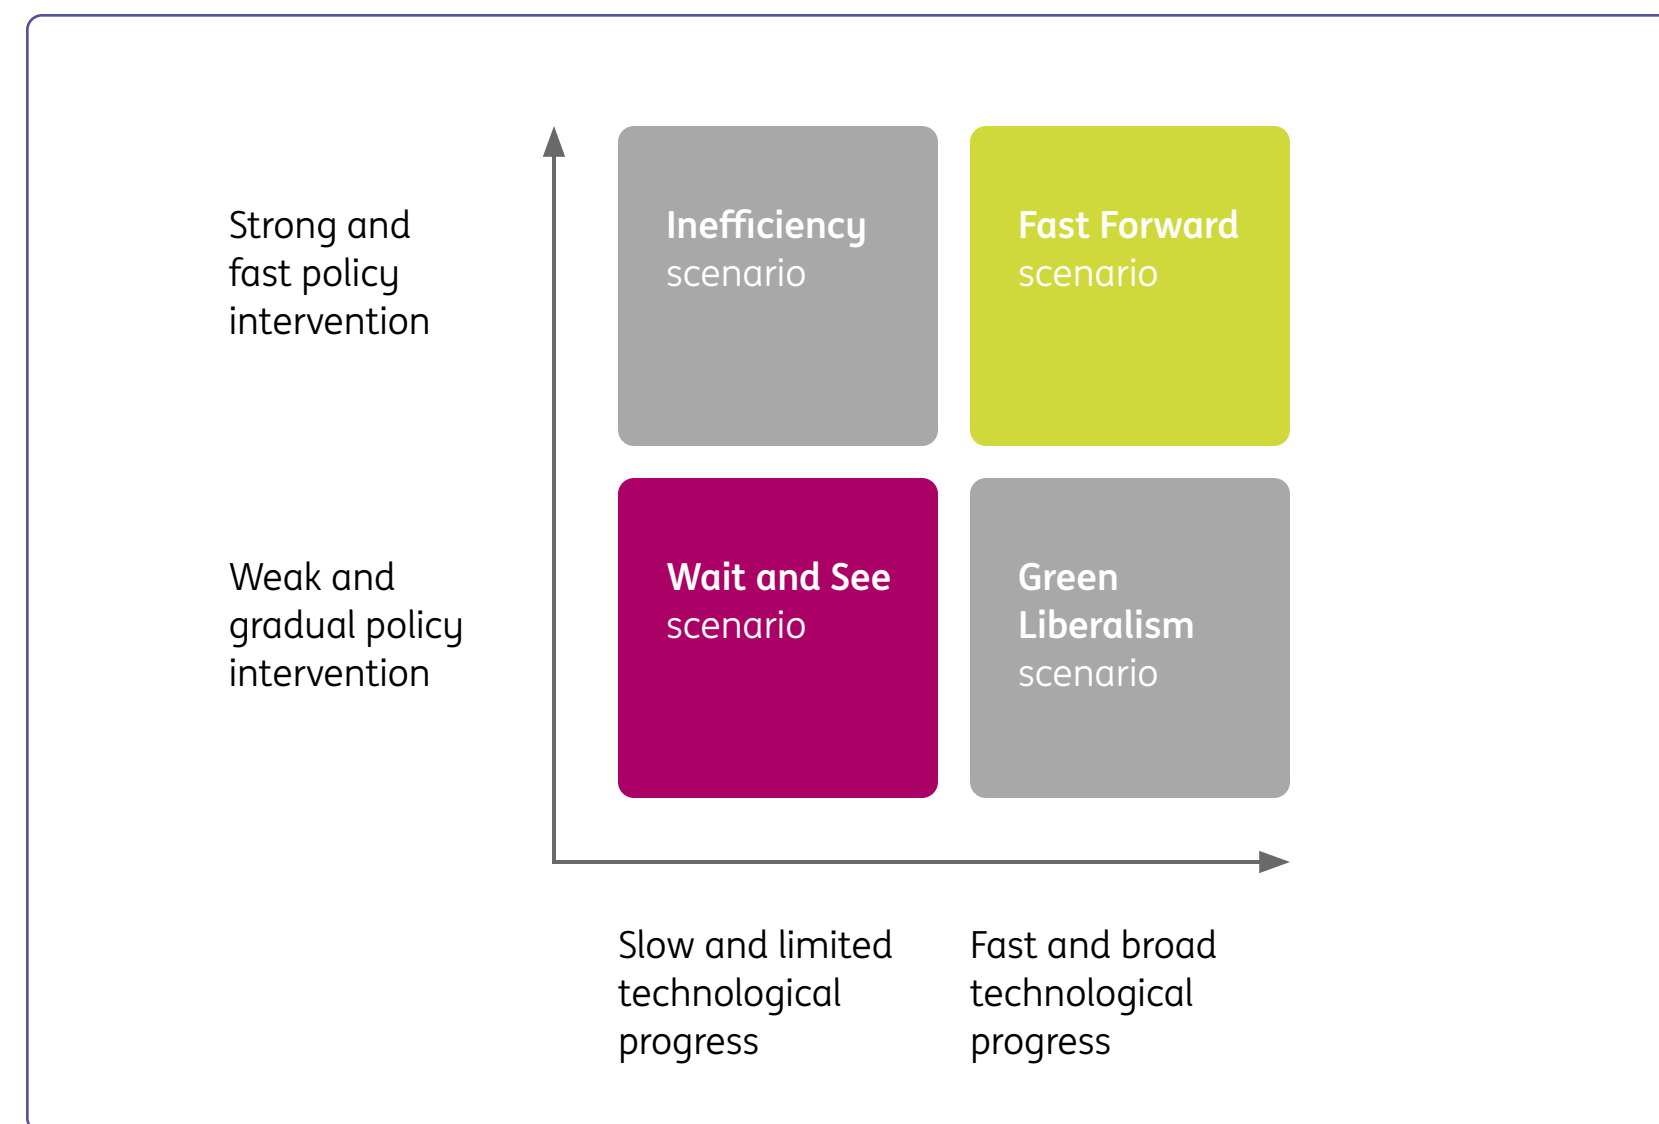 Strong and
fast policy
intervention
Inefficiency
scenario
Fast Forward
scenario
Weak and
gradual policy
intervention
Wait and See
scenario
Green
Liberalism
scenario
Slow and limited
technological
progress
Fast and broad
technological
progress